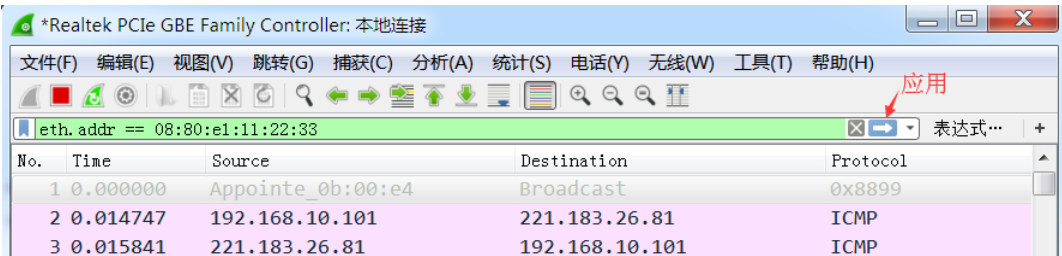 *Realtek PCIe GBE Family Controller: 本地连接
文件(F) 编辑(E) 视图(V) 跳转(G) 捕获(C) 分析(A) 统计(S) 电话(Y) 无线(W) 工具(T) 帮助(H)
应用
eth.addr == 08:80:e1:11:22:33 表达式… +
No. Time Source Destination Protocol
1 0.000000 Appointe_0b:00:e4 Broadcast 0x8899
2 0.014747 192.168.10.101 221.183.26.81 ICMP
3 0.015841 221.183.26.81 192.168.10.101 ICMP